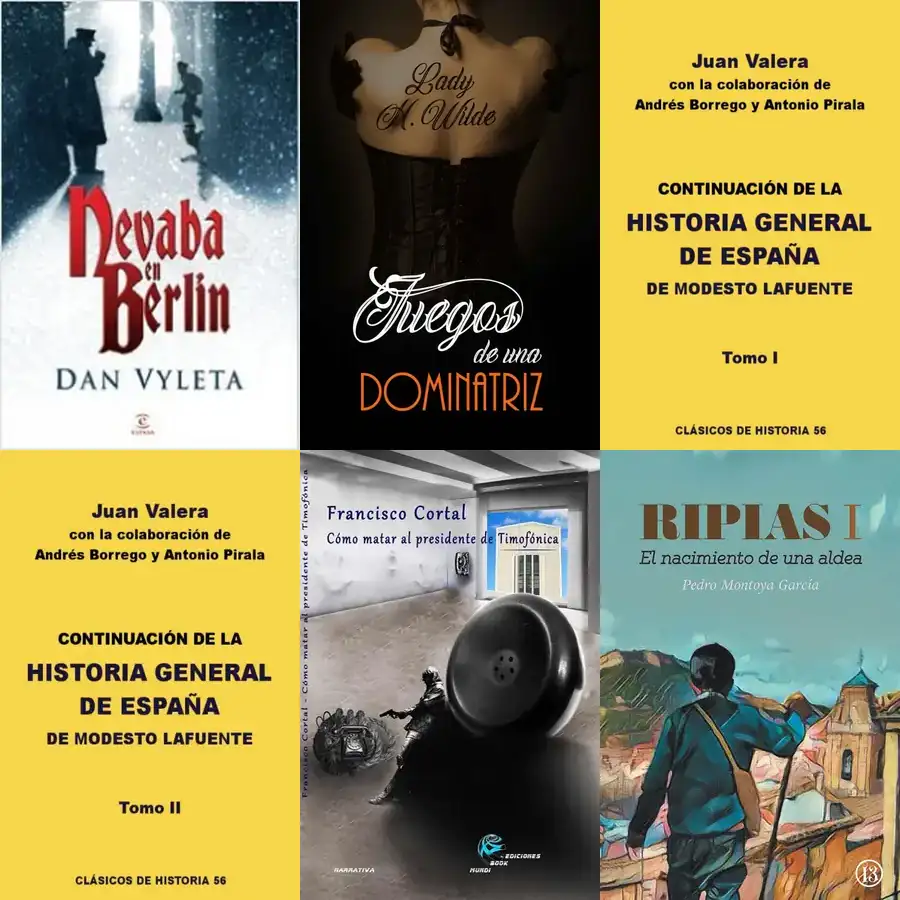 Nevaba
en
Berlin
DAN VYLETA
ESPASA
Lady
H. Wilde
Juegos
de una
DOMINATRIZ
Juan Valera
con la colaboración de
Andrés Borrego y Antonio Pirala
CONTINUACIÓN DE LA
HISTORIA GENERAL
DE ESPAÑA
DE MODESTO LAFUENTE
Tomo I
CLÁSICOS DE HISTORIA 56
Juan Valera
con la colaboración de
Andrés Borrego y Antonio Pirala
CONTINUACIÓN DE LA
HISTORIA GENERAL
DE ESPAÑA
DE MODESTO LAFUENTE
Tomo II
CLÁSICOS DE HISTORIA 56
Francisco Cortal - Cómo matar al presidente de Timofónica
Francisco Cortal
Cómo matar al presidente de Timofónica
NARRATIVA
EDICIONES
BOOK
MUNDI
RIPIAS I
El nacimiento de una aldea
Pedro Montoya García
13